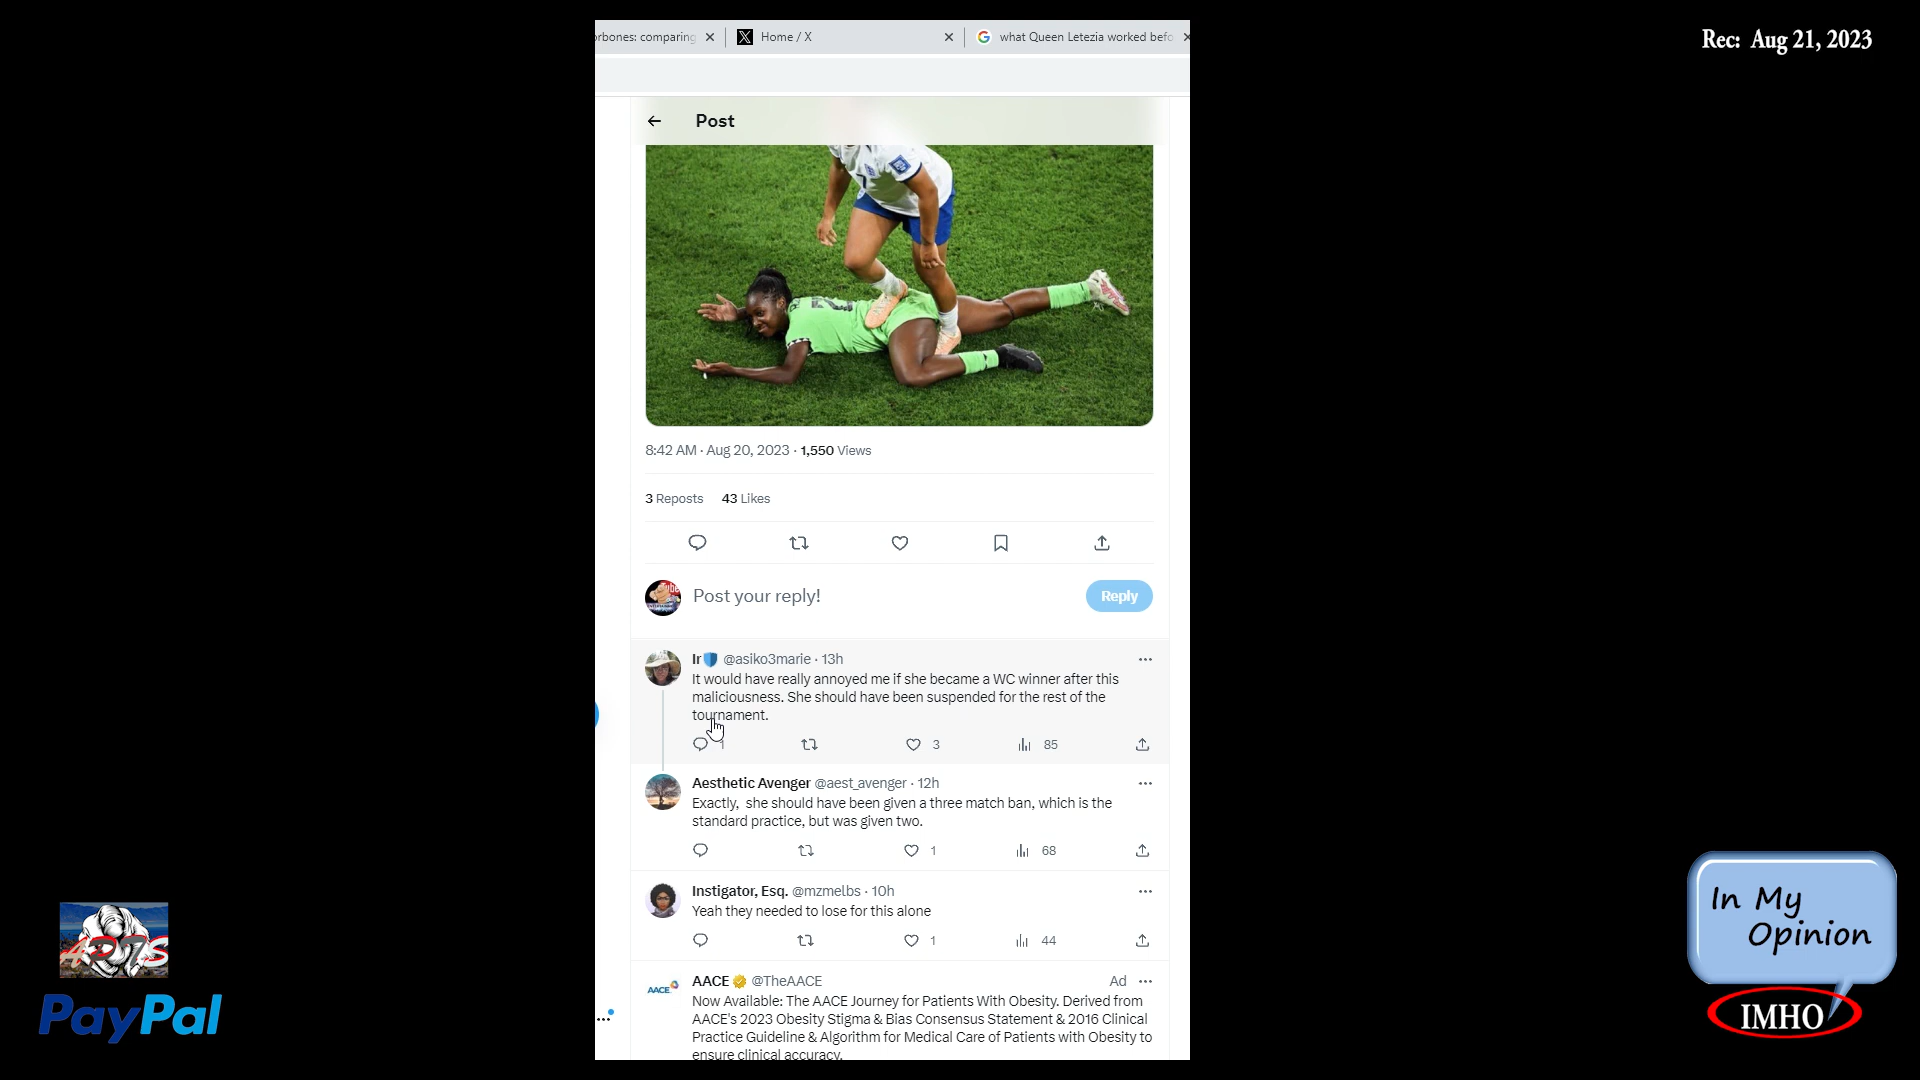 orbones: comparing
Home / X
what Queen Letezia worked befo
Rec: Aug 21, 2023
Post
7
8:42 AM · Aug 20, 2023 · 1,550 Views
3 Reposts 43 Likes
Post your reply!
Reply
Ir @asiko3marie · 13h
It would have really annoyed me if she became a WC winner after this
maliciousness. She should have been suspended for the rest of the
tournament.
1 3 85
Aesthetic Avenger @aest_avenger · 12h
Exactly, she should have been given a three match ban, which is the
standard practice, but was given two.
1 68
Instigator, Esq. @mzmelbs · 10h
Yeah they needed to lose for this alone
1 44
AACE @TheAACE Ad
AACE
Now Available: The AACE Journey for Patients With Obesity. Derived from
AACE's 2023 Obesity Stigma & Bias Consensus Statement & 2016 Clinical
Practice Guideline & Algorithm for Medical Care of Patients with Obesity to
ensure clinical accuracy.
PayPal
In My
Opinion
IMHO